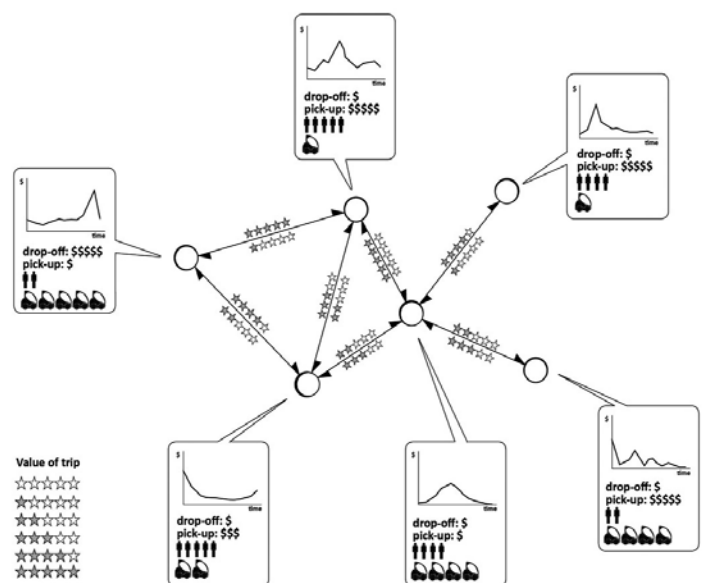 $
time
drop-off: $
pick-up: $$$$$
$
time
drop-off: $
pick-up: $$$$$
$
time
drop-off: $$$$$
pick-up: $
$
time
drop-off: $
pick-up: $$$
$
time
drop-off: $
pick-up: $
$
time
drop-off: $
pick-up: $$$$$
Value of trip